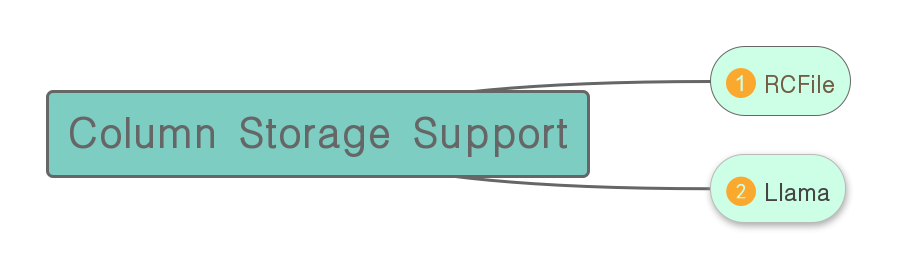 Column Storage Support
1 RCFile
2 Llama